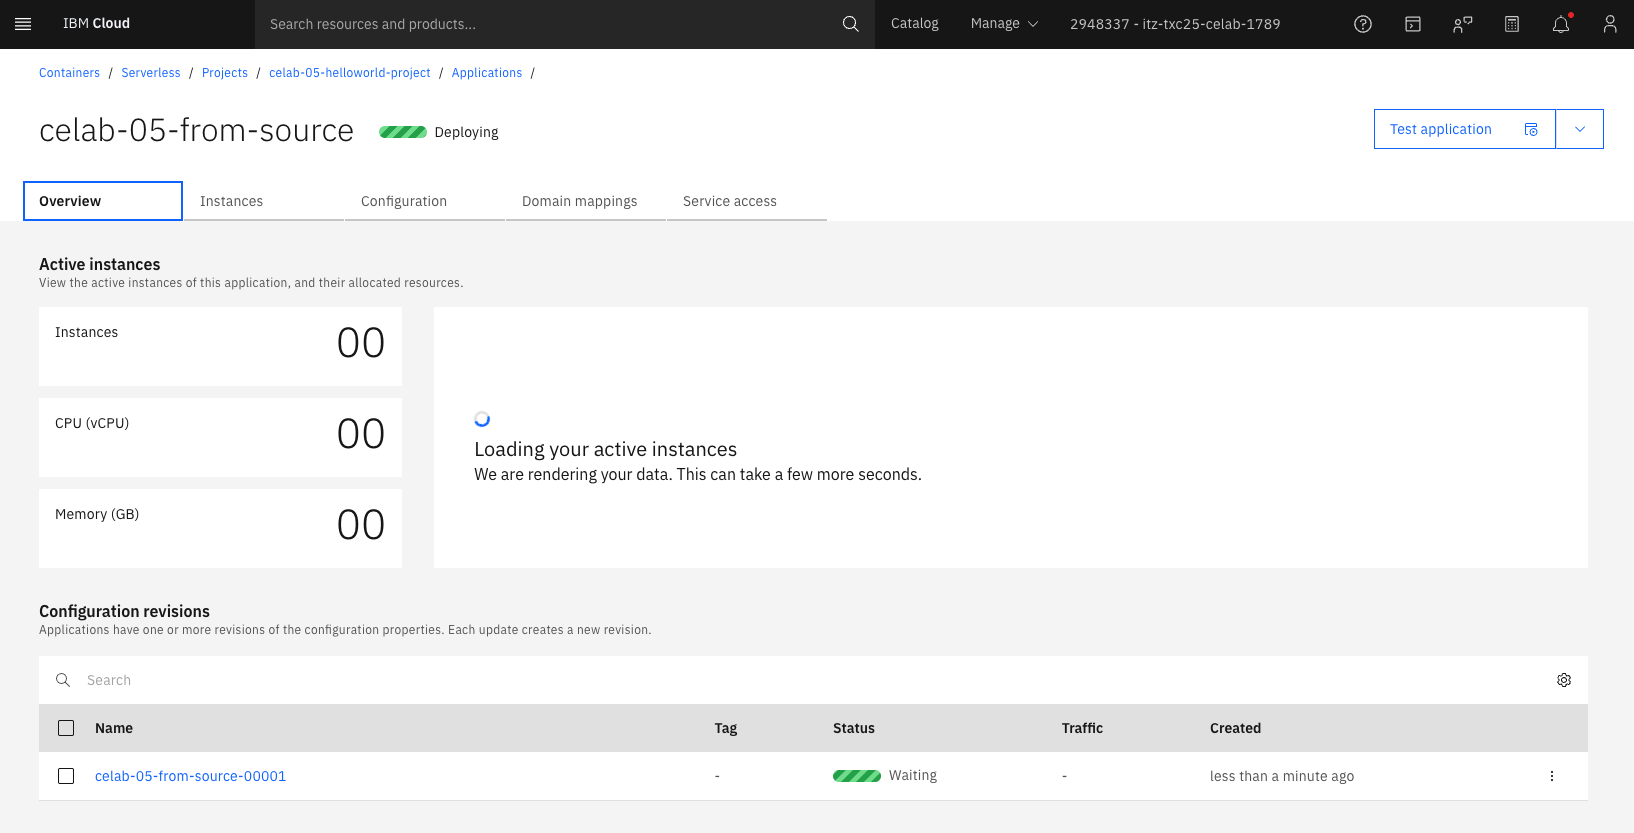 IBM Cloud
Search resources and products...
Catalog
Manage
2948337 - itz-txc25-celab-1789
Containers / Serverless / Projects / celab-05-helloworld-project / Applications /
celab-05-from-source
Deploying
Test application
Overview
Instances
Configuration
Domain mappings
Service access
Active instances
View the active instances of this application, and their allocated resources.
Instances
00
CPU (vCPU)
00
Memory (GB)
00
Loading your active instances
We are rendering your data. This can take a few more seconds.
Configuration revisions
Applications have one or more revisions of the configuration properties. Each update creates a new revision.
Search
Name Tag Status Traffic Created
celab-05-from-source-00001 - Waiting - less than a minute ago